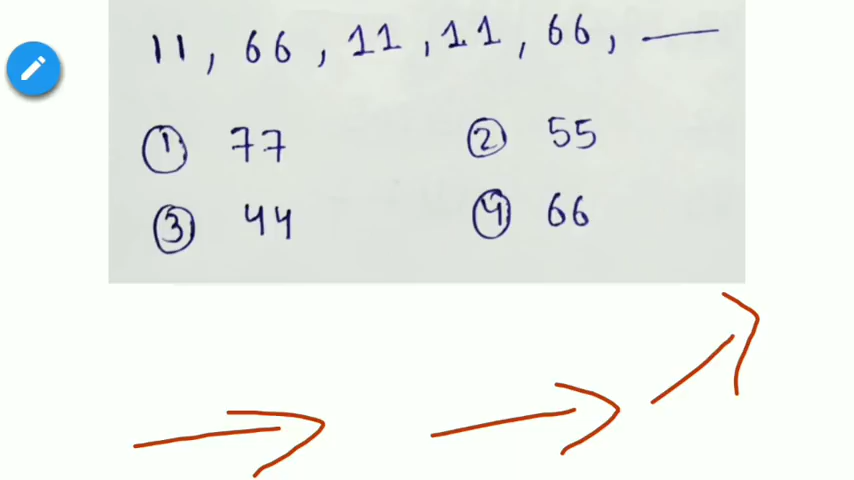 11, 66, 11, 11, 66, —
① 77 ② 55
③ 44 ④ 66